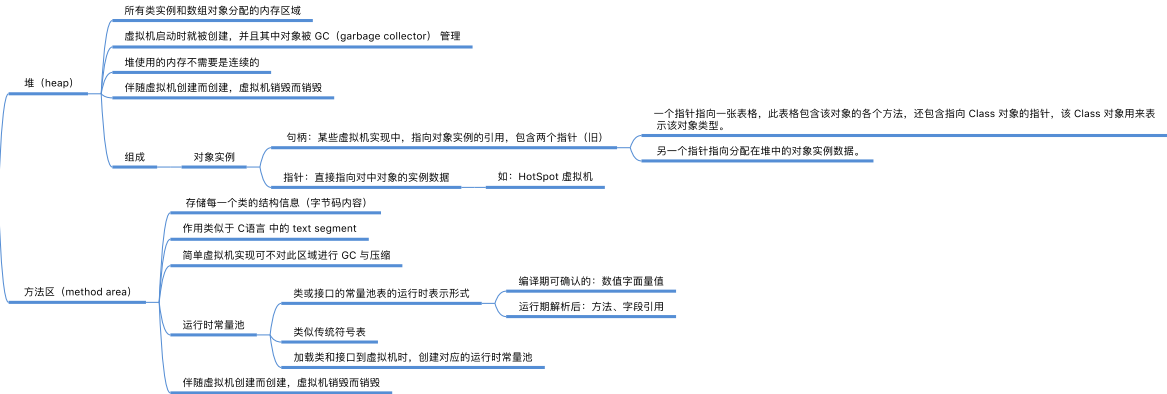 所有类实例和数组对象分配的内存区域
虚拟机启动时就被创建，并且其中对象被 GC（garbage collector） 管理
堆（heap）
堆使用的内存不需要是连续的
伴随虚拟机创建而创建，虚拟机销毁而销毁
组成
对象实例
句柄：某些虚拟机实现中，指向对象实例的引用，包含两个指针（旧）
一个指针指向一张表格，此表格包含该对象的各个方法，还包含指向 Class 对象的指针，该 Class 对象用来表
示该对象类型。
另一个指针指向分配在堆中的对象实例数据。
指针：直接指向对中对象的实例数据
如：HotSpot 虚拟机
方法区（method area）
存储每一个类的结构信息（字节码内容）
作用类似于 C语言 中的 text segment
简单虚拟机实现可不对此区域进行 GC 与压缩
运行时常量池
类或接口的常量池表的运行时表示形式
编译期可确认的：数值字面量值
运行期解析后：方法、字段引用
类似传统符号表
加载类和接口到虚拟机时，创建对应的运行时常量池
伴随虚拟机创建而创建，虚拟机销毁而销毁